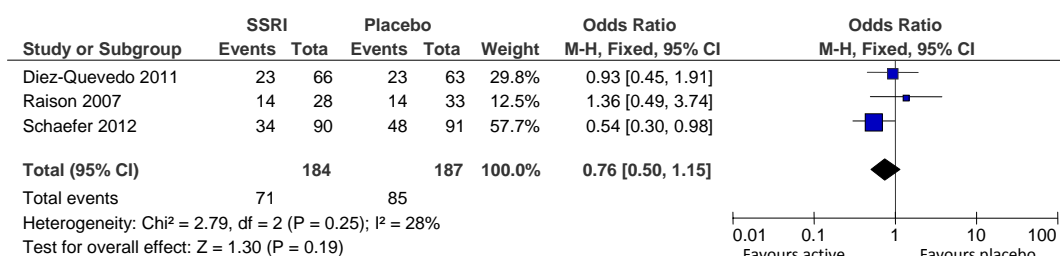 SSRI Placebo Odds Ratio Odds Ratio
Study or Subgroup Events Tota Events Tota Weight M-H, Fixed, 95% CI M-H, Fixed, 95% CI
Diez-Quevedo 2011 23 66 23 63 29.8% 0.93 [0.45, 1.91]
Raison 2007 14 28 14 33 12.5% 1.36 [0.49, 3.74]
Schaefer 2012 34 90 48 91 57.7% 0.54 [0.30, 0.98]
Total (95% CI) 184 187 100.0% 0.76 [0.50, 1.15]
Total events 71 85
Heterogeneity: Chi² = 2.79, df = 2 (P = 0.25); I² = 28%
Test for overall effect: Z = 1.30 (P = 0.19)
0.01 0.1 1 10 100
Favours active Favours placebo